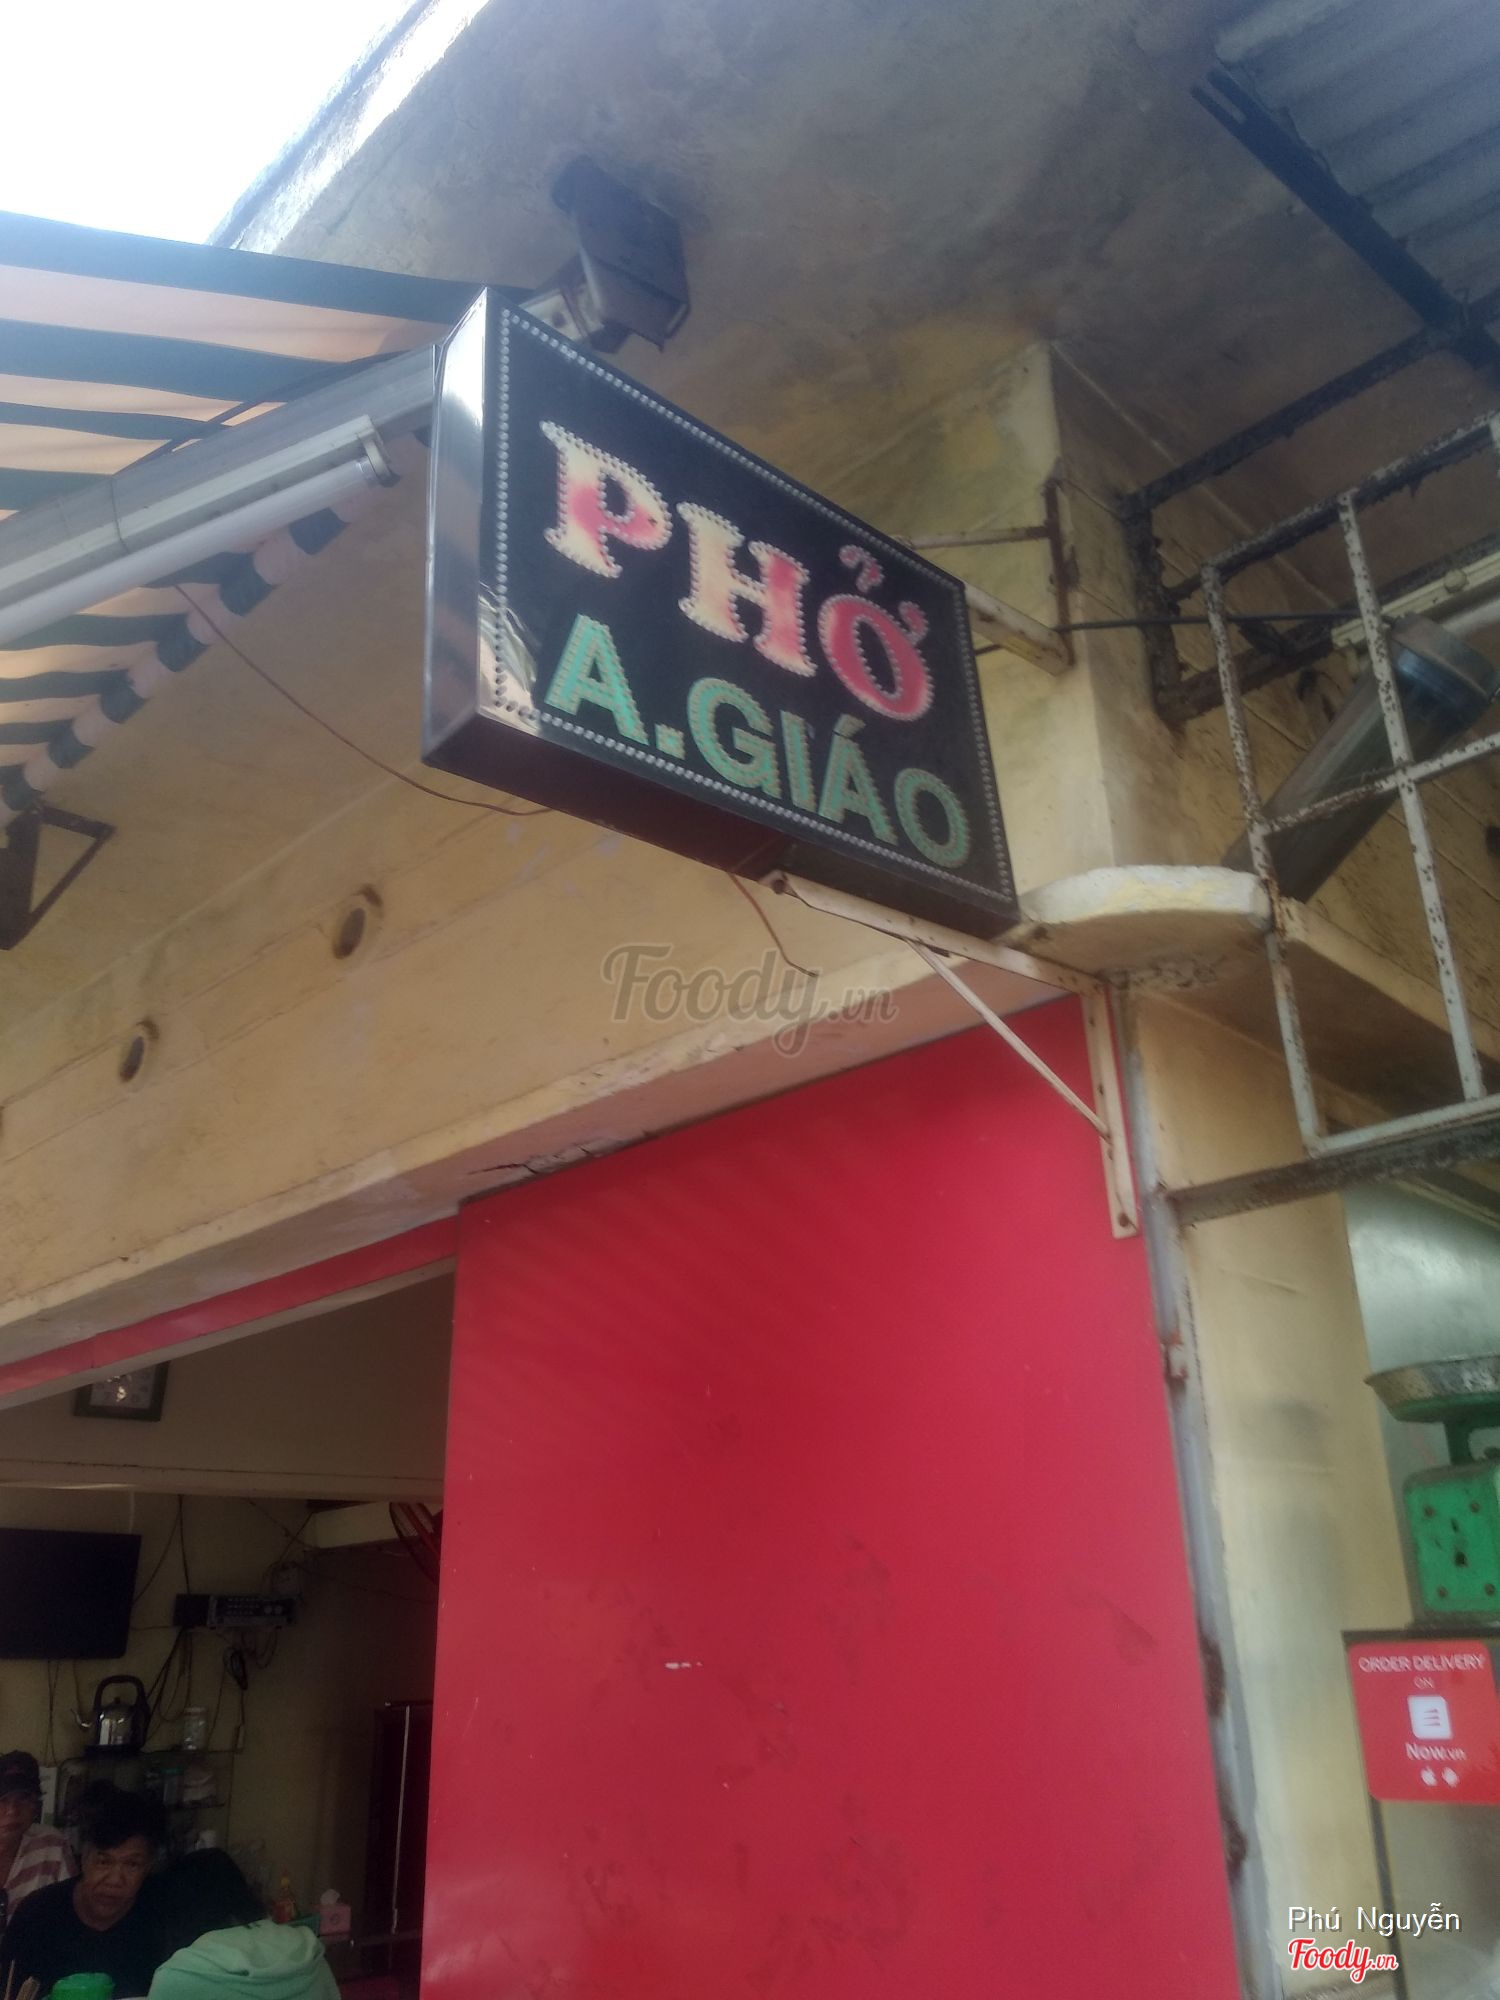 PHỞ
A.GIÁO
Foody.vn
ORDER DELIVERY
ON
Now.vn
Phú Nguyễn
Foody.vn